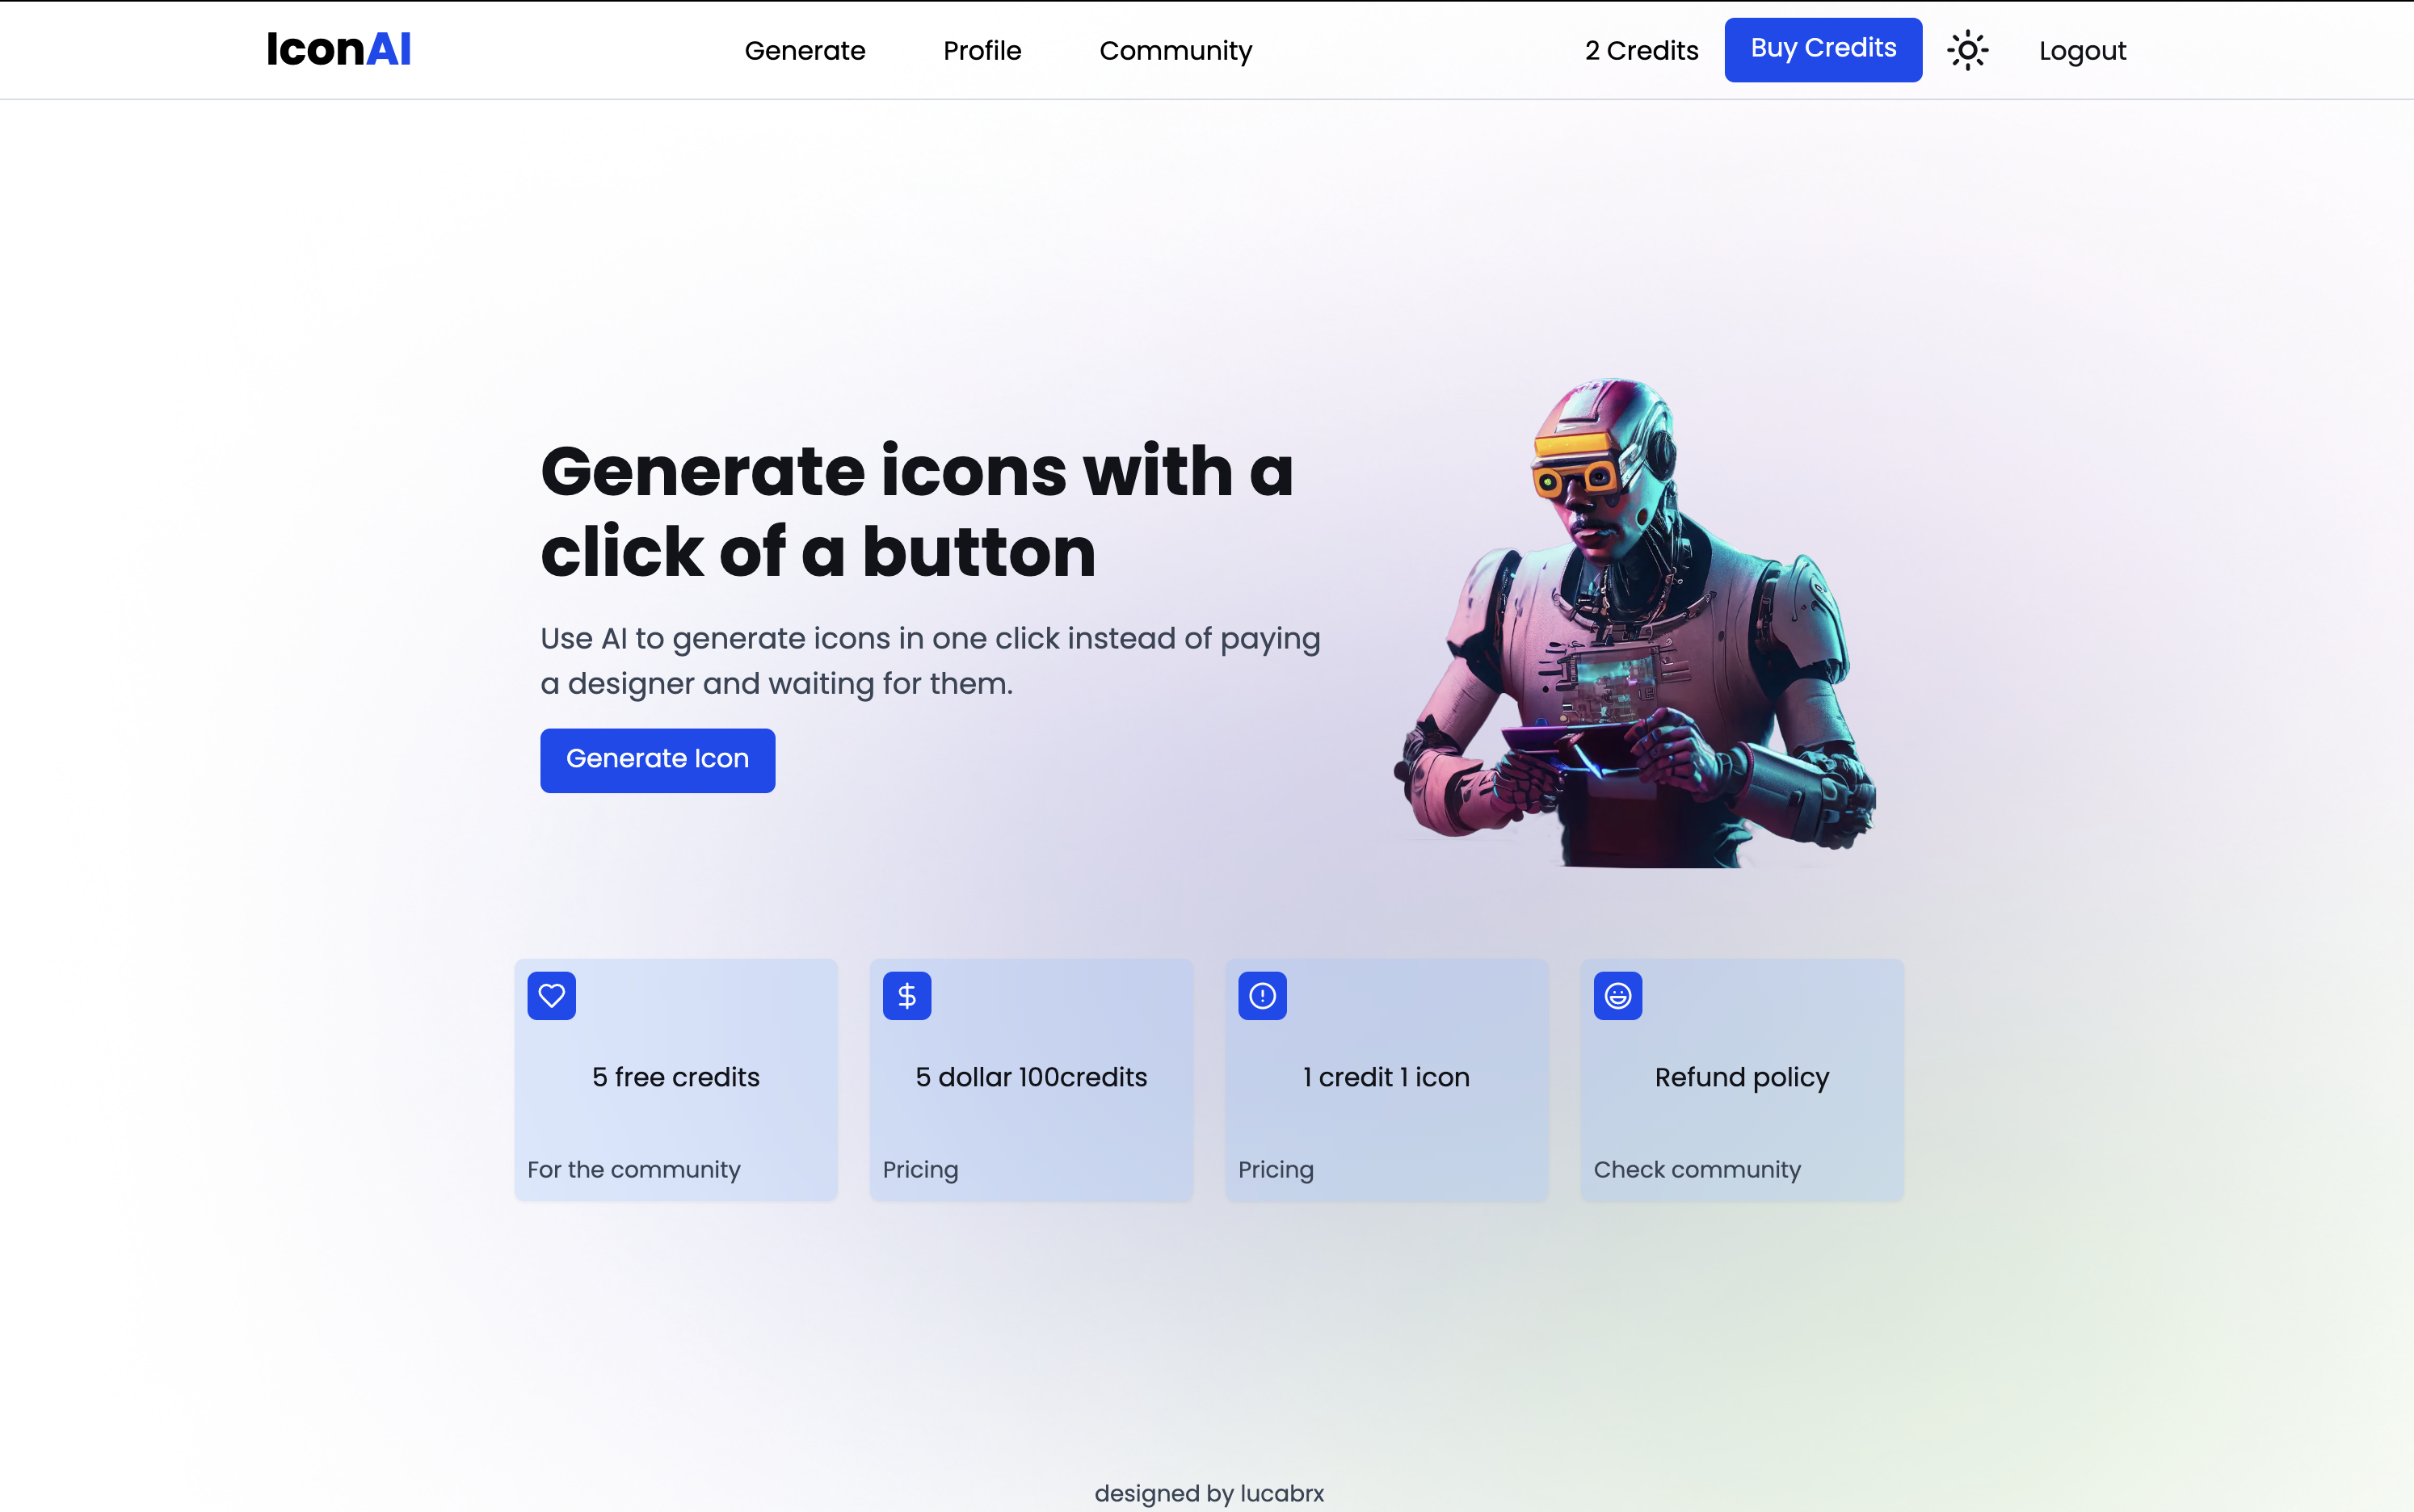 IconAI
Generate
Profile
Community
2 Credits
Buy Credits
Logout
Generate icons with a
click of a button
Use AI to generate icons in one click instead of paying
a designer and waiting for them.
Generate Icon
5 free credits
For the community
5 dollar 100credits
Pricing
1 credit 1 icon
Pricing
Refund policy
Check community
designed by lucabrx